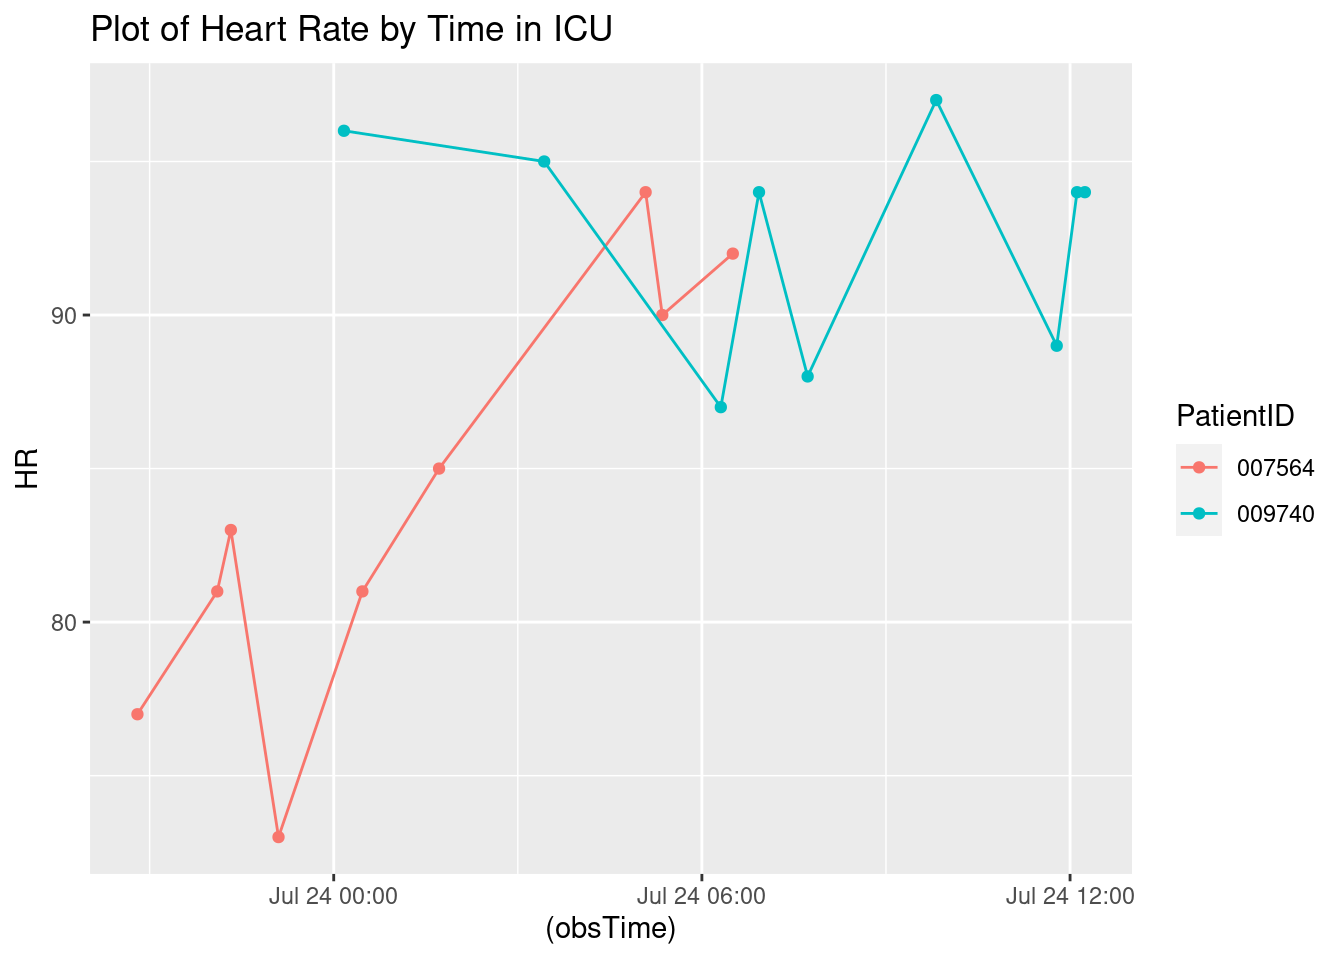 Plot of Heart Rate by Time in ICU
HR
90
80
Jul 24 00:00
Jul 24 06:00
Jul 24 12:00
(obsTime)
PatientID
007564
009740